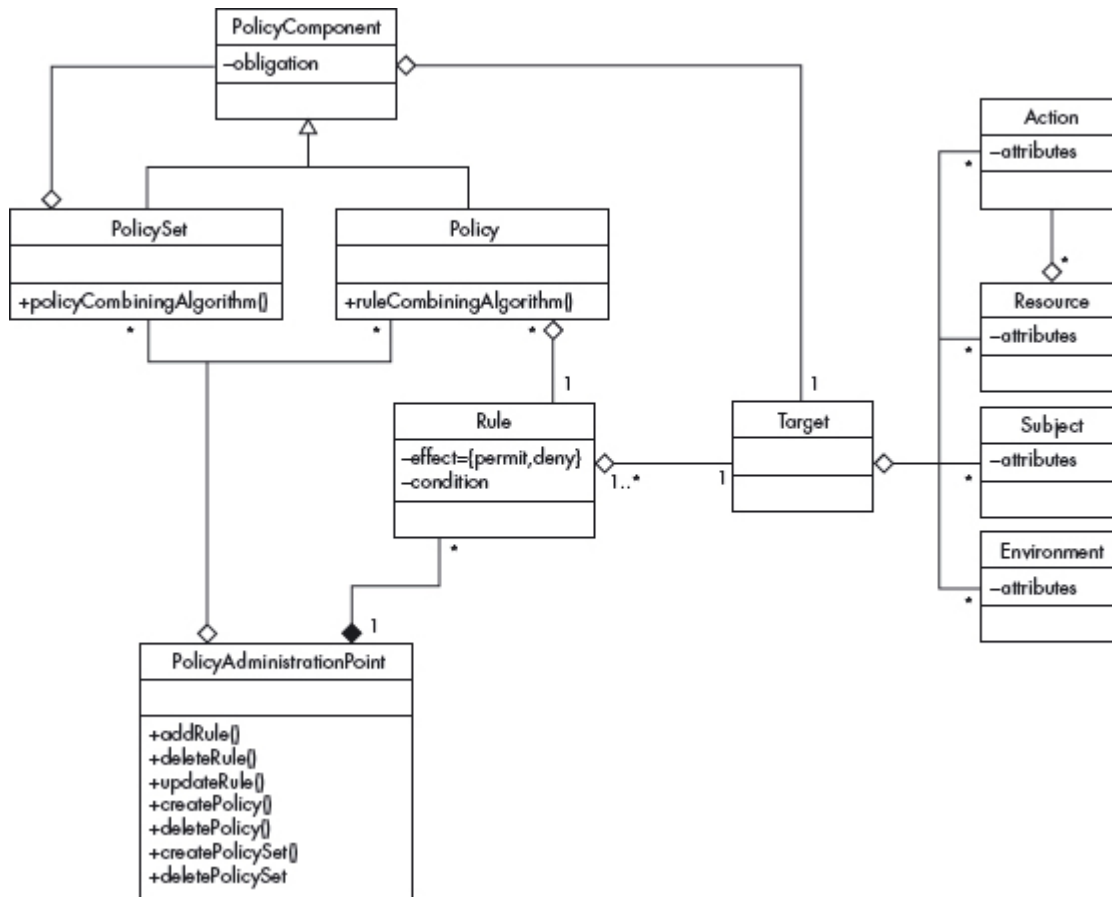 PolicyComponent
–obligation
Action
–attributes
*
PolicySet
+policyCombiningAlgorithm()
*
Policy
+ruleCombiningAlgorithm()
*
*
*
Resource
–attributes
*
1
1
Rule
–effect={permit,deny}
–condition
1..*
1
*
Target
Subject
–attributes
*
Environment
–attributes
*
1
PolicyAdministrationPoint
+addRule()
+deleteRule()
+updateRule()
+createPolicy()
+deletePolicy()
+createPolicySet()
+deletePolicySet